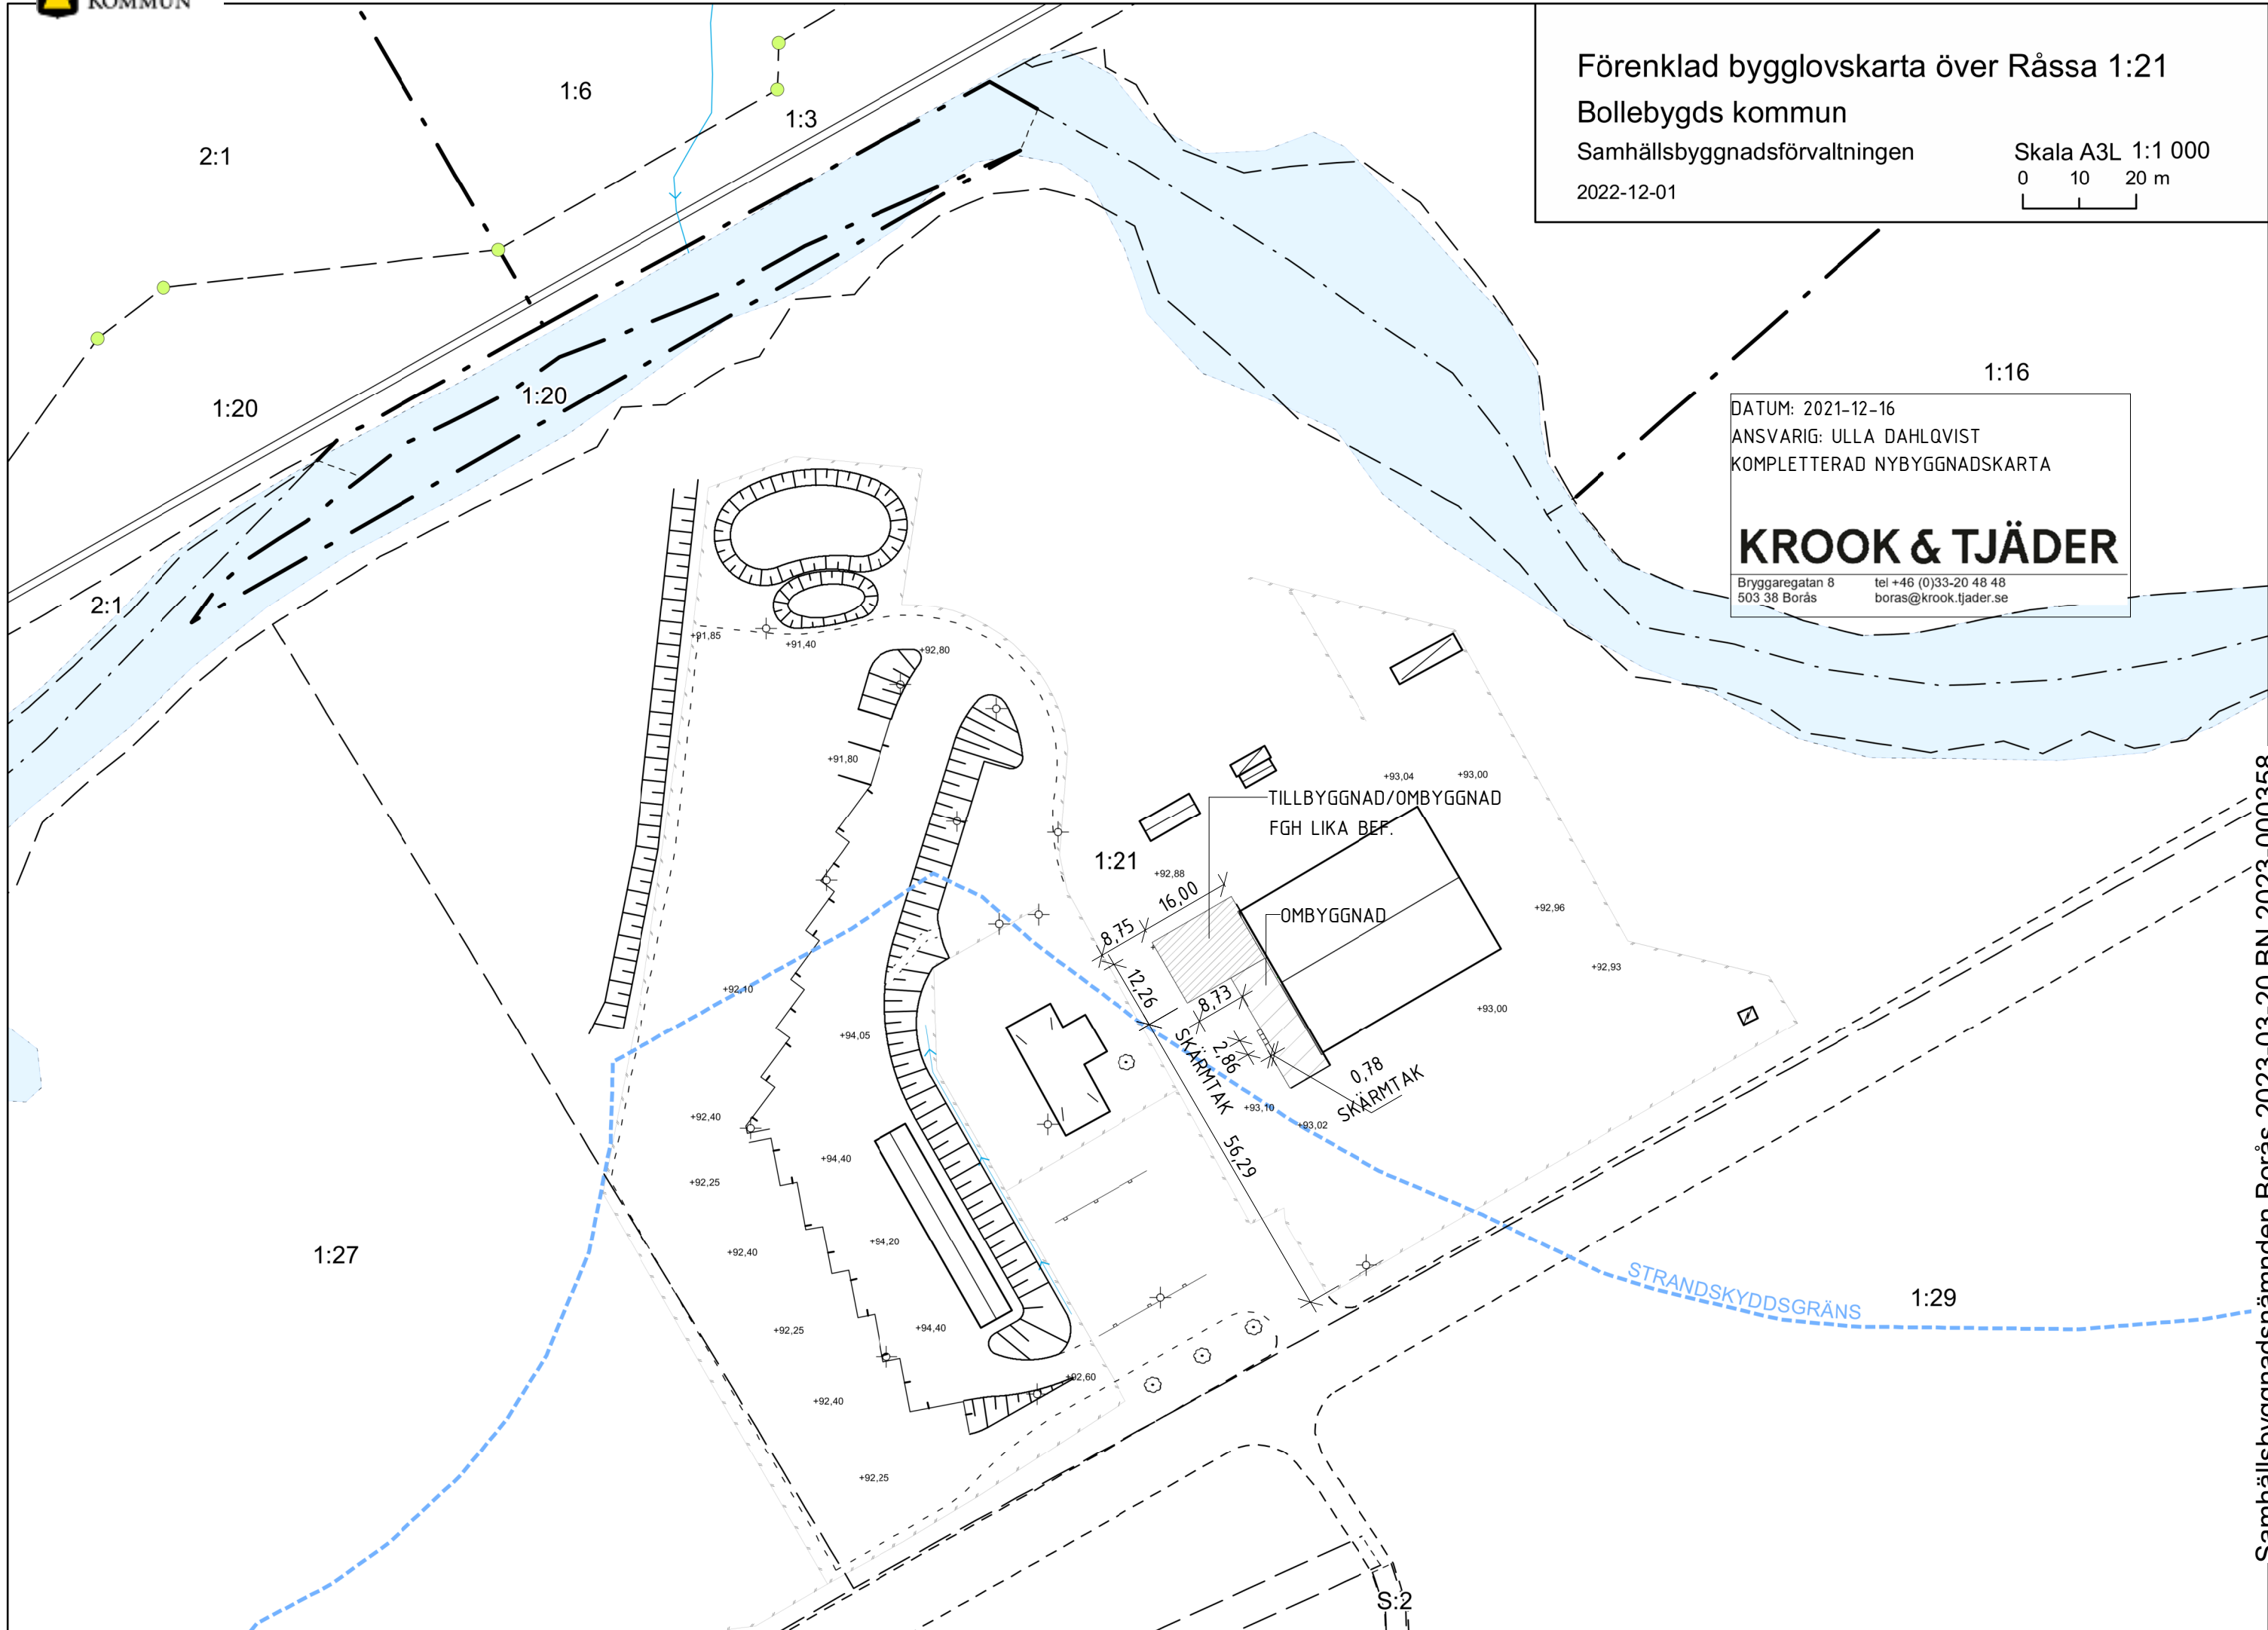 KOMMUN
Förenklad bygglovskarta över Råssa 1:21
Bollebygds kommun
Samhällsbyggnadsförvaltningen
2022-12-01
Skala A3L 1:1 000
0 10 20 m
1:6
1:3
2:1
1:20
1:20
2:1
1:16
DATUM: 2021-12-16
ANSVARIG: ULLA DAHLQVIST
KOMPLETTERAD NYBYGGNADSKARTA
KROOK & TJÄDER
Bryggaregatan 8
503 38 Borås
tel +46 (0)33-20 48 48
boras@krook.tjader.se
+91,85
+91,40
+92,80
+91,80
+93,04
+93,00
TILLBYGGNAD/OMBYGGNAD
FGH LIKA BEF.
1:21
+92,88
16,00
OMBYGGNAD
+92,96
8,75
+92,93
12,26
+92,10
8,73
+93,00
+94,05
SKÄRMTAK
2,86
0,78
SKÄRMTAK
+92,40
+93,10
+93,02
+94,40
56,29
+92,25
+94,20
+92,40
1:27
STRANDSKYDDSGRÄNS
1:29
+92,25
+94,40
+92,60
+92,40
+92,25
S:2
Samhällsbyggnadsnämnden Borås 2023-03-20 BN 2023-000358